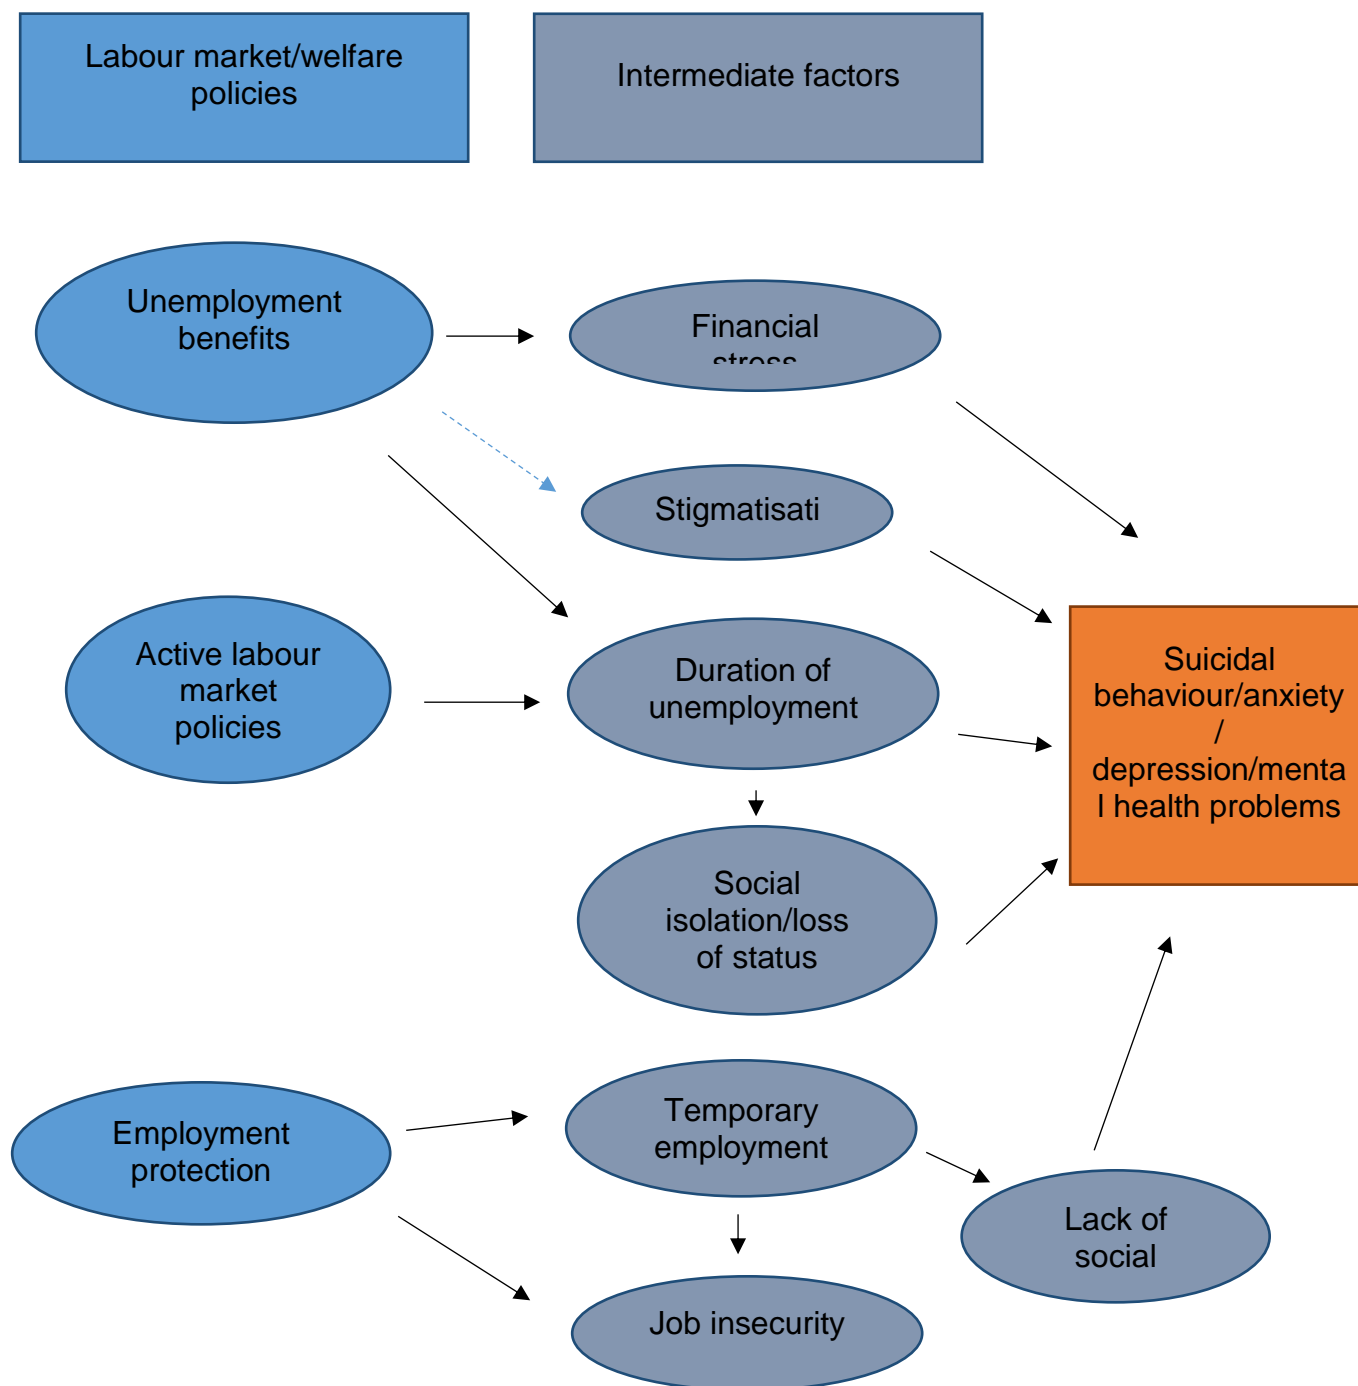 Labour market/welfare
policies
Intermediate factors
Unemployment
benefits
Financial
stress
Stigmatisati
Active labour
market
policies
Duration of
unemployment
Suicidal
behaviour/anxiety
/
depression/menta
l health problems
Social
isolation/loss
of status
Employment
protection
Temporary
employment
Lack of
social
Job insecurity